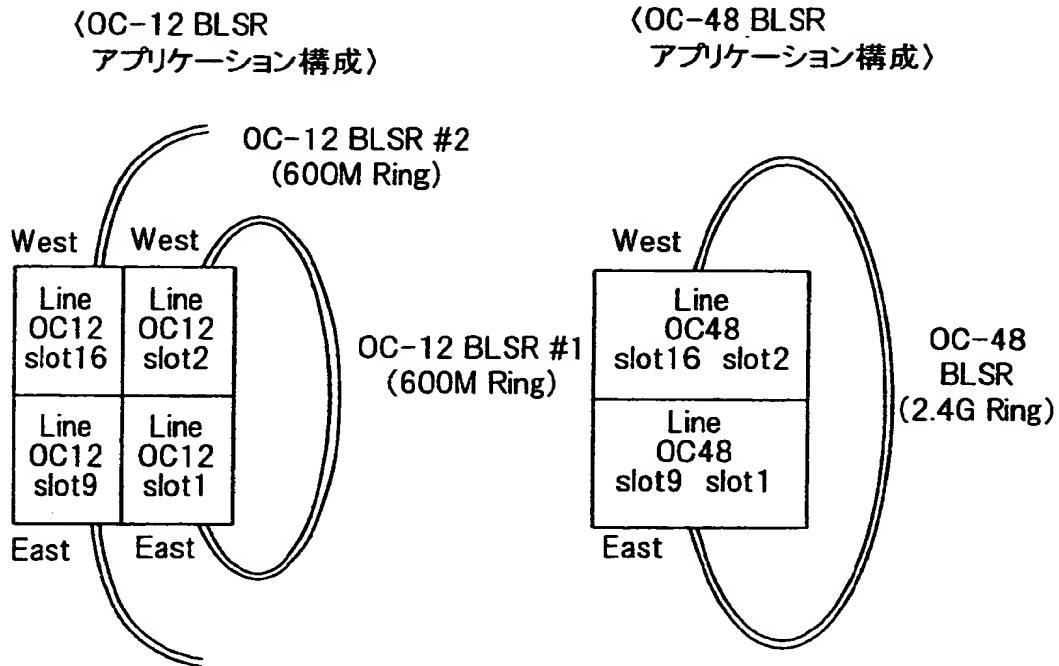 〈OC-12 BLSR
アプリケーション構成〉
OC-12 BLSR #2
(600M Ring)
West
West
Line
OC12
slot16
Line
OC12
slot2
Line
OC12
slot9
Line
OC12
slot1
East
East
OC-12 BLSR #1
(600M Ring)
〈OC-48 BLSR
アプリケーション構成〉
West
Line
OC48
slot16 slot2
Line
OC48
slot9 slot1
East
OC-48
BLSR
(2.4G Ring)